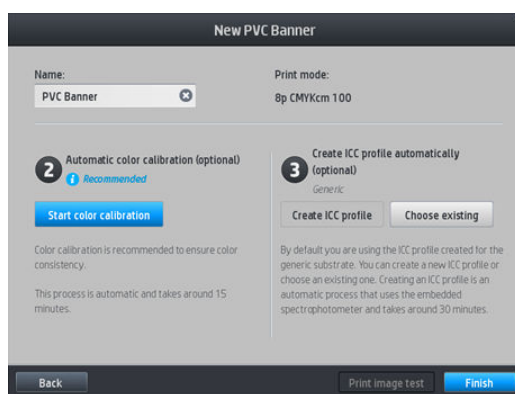 New PVC Banner
Name:
PVC Banner
Print mode:
8p CMYKcm 100
2
Automatic color calibration (optional)
i Recommended
Start color calibration
Color calibration is recommended to ensure color
consistency.
This process is automatic and takes around 15
minutes.
3
Create ICC profile automatically
(optional)
Generic
Create ICC profile
Choose existing
By default you are using the ICC profile created for the
generic substrate. You can create a new ICC profile or
choose an existing one. Creating an ICC profile is an
automatic process that uses the embedded
spectrophotometer and takes around 30 minutes.
Back
Print image test
Finish